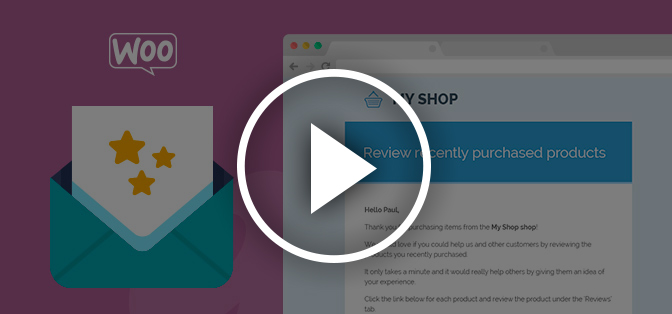 Woo
MY SHOP
Review recently purchased products
Hello Paul,
Thank you purchasing items from the My Shop shop!
We would love if you could help us and other customers by reviewing the
products you recently purchased.
It only takes a minute and it would really help others by giving them an idea of
your experience.
Click the link below for each product and review the product under the 'Reviews'
tab